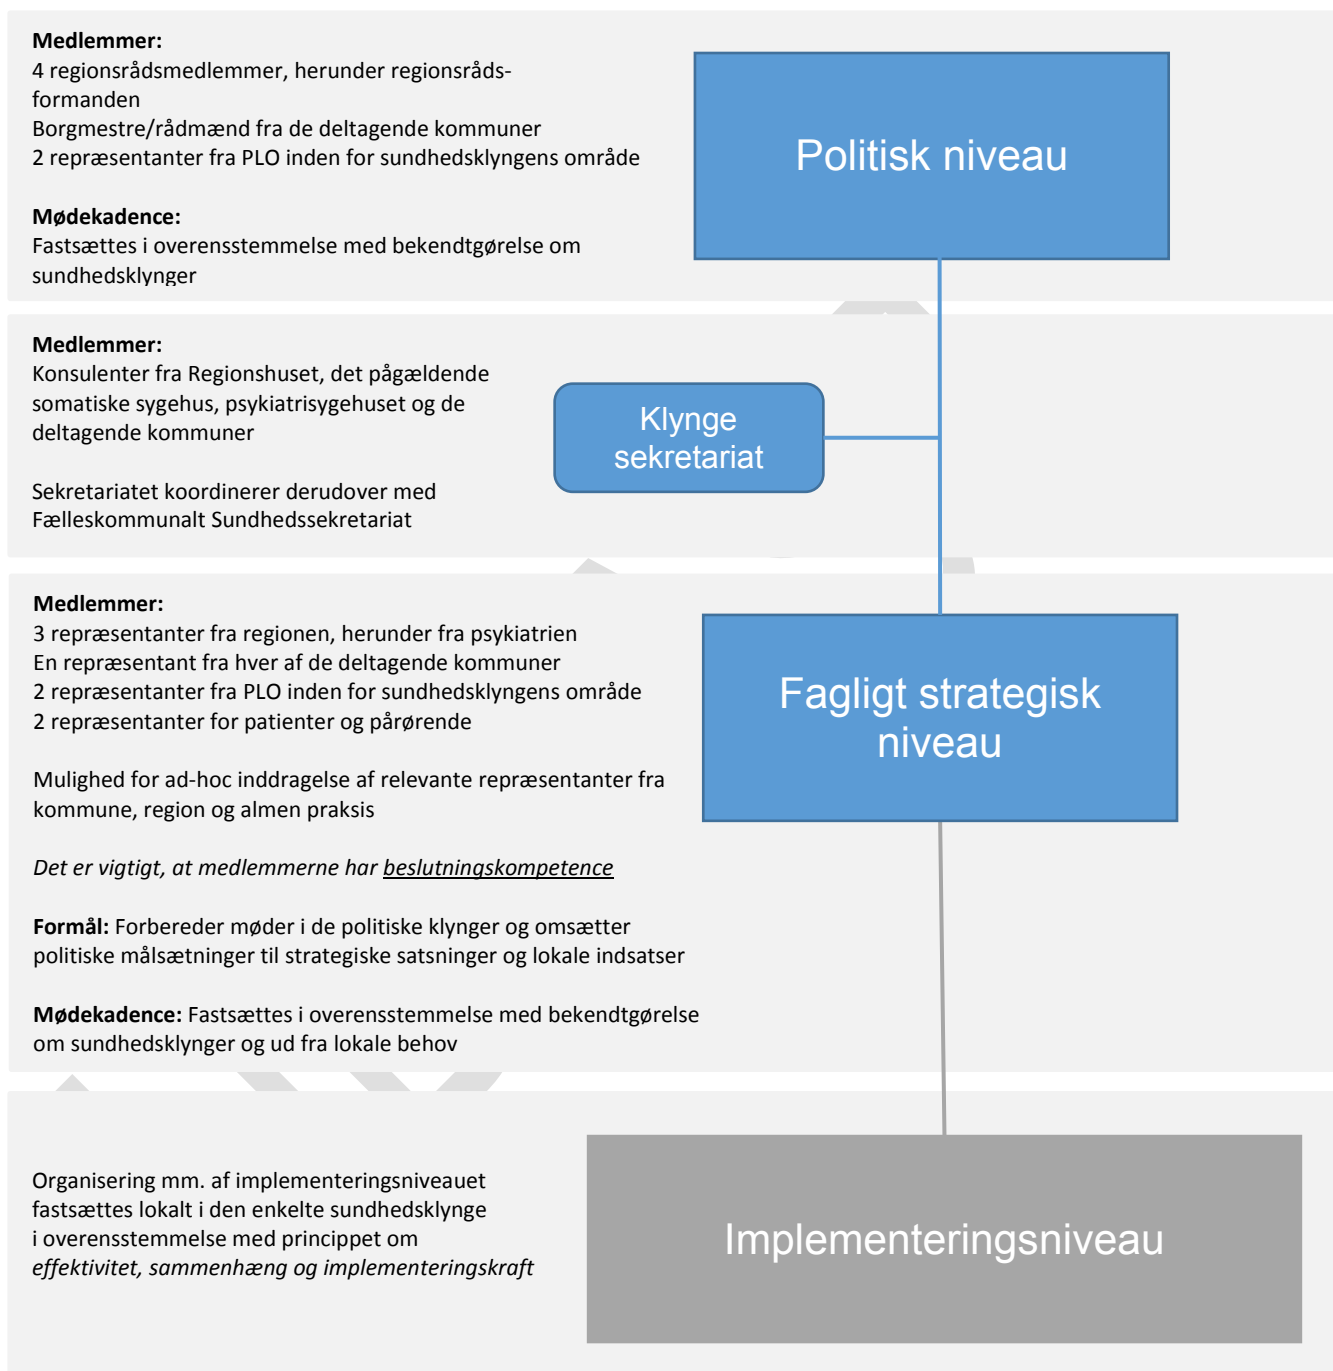 Medlemmer:
4 regionsrådsmedlemmer, herunder regionsråds-
formanden
Borgmestre/rådmænd fra de deltagende kommuner
2 repræsentanter fra PLO inden for sundhedsklyngens område
Mødekadence:
Fastsættes i overensstemmelse med bekendtgørelse om
sundhedsklynger
Politisk niveau
Medlemmer:
Konsulenter fra Regionshuset, det pågældende
somatiske sygehus, psykiatrisygehuset og de
deltagende kommuner
Sekretariatet koordinerer derudover med
Fælleskommunalt Sundhedssekretariat
Klynge
sekretariat
Medlemmer:
3 repræsentanter fra regionen, herunder fra psykiatrien
En repræsentant fra hver af de deltagende kommuner
2 repræsentanter fra PLO inden for sundhedsklyngens område
2 repræsentanter for patienter og pårørende
Mulighed for ad-hoc inddragelse af relevante repræsentanter fra
kommune, region og almen praksis
Det er vigtigt, at medlemmerne har beslutningskompetence
Formål: Forbereder møder i de politiske klynger og omsætter
politiske målsætninger til strategiske satsninger og lokale indsatser
Mødekadence: Fastsættes i overensstemmelse med bekendtgørelse
om sundhedsklynger og ud fra lokale behov
Fagligt strategisk
niveau
Organisering mm. af implementeringsniveauet
fastsættes lokalt i den enkelte sundhedsklynge
i overensstemmelse med princippet om
effektivitet, sammenhæng og implementeringskraft
Implementeringsniveau